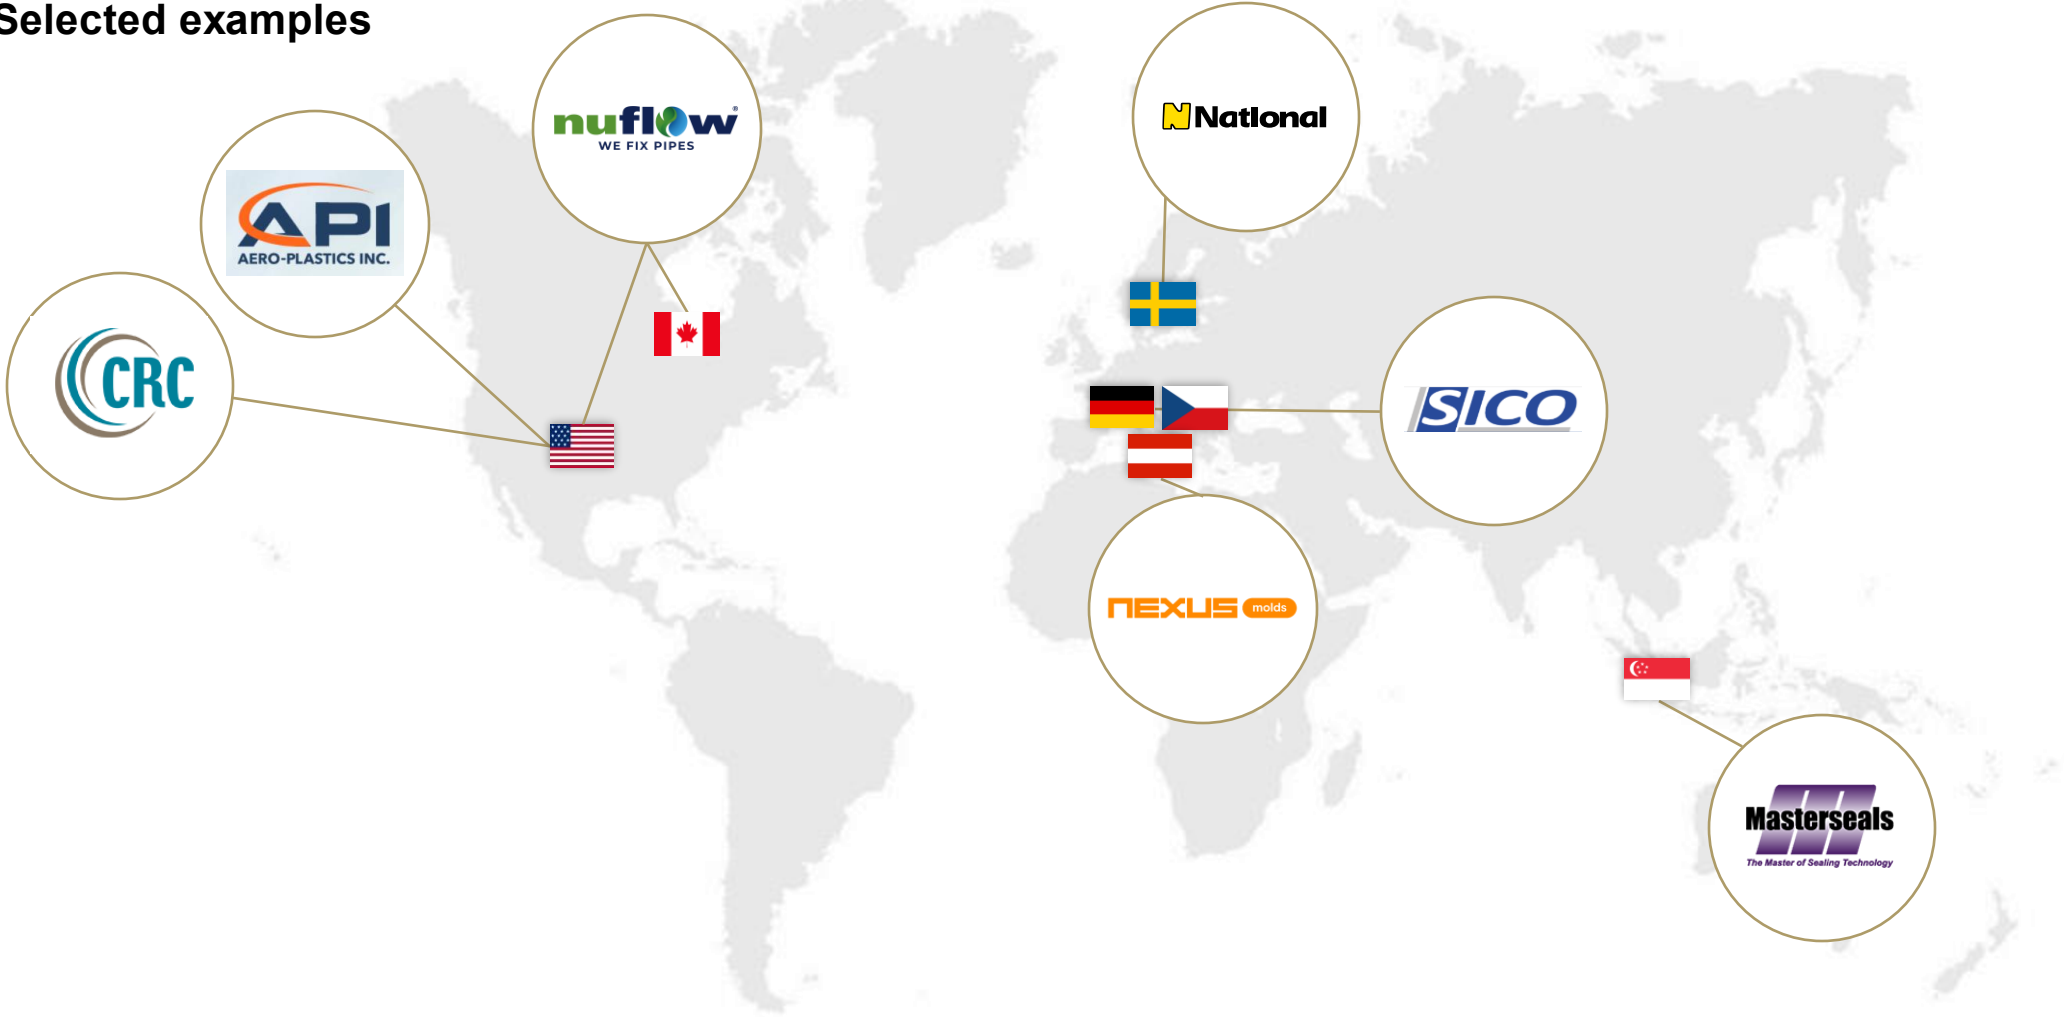 Selected examples
nuflow®
WE FIX PIPES
National
API
AERO-PLASTICS INC.
CRC
SICO
NEXUS molds
Masterseals
The Master of Sealing Technology